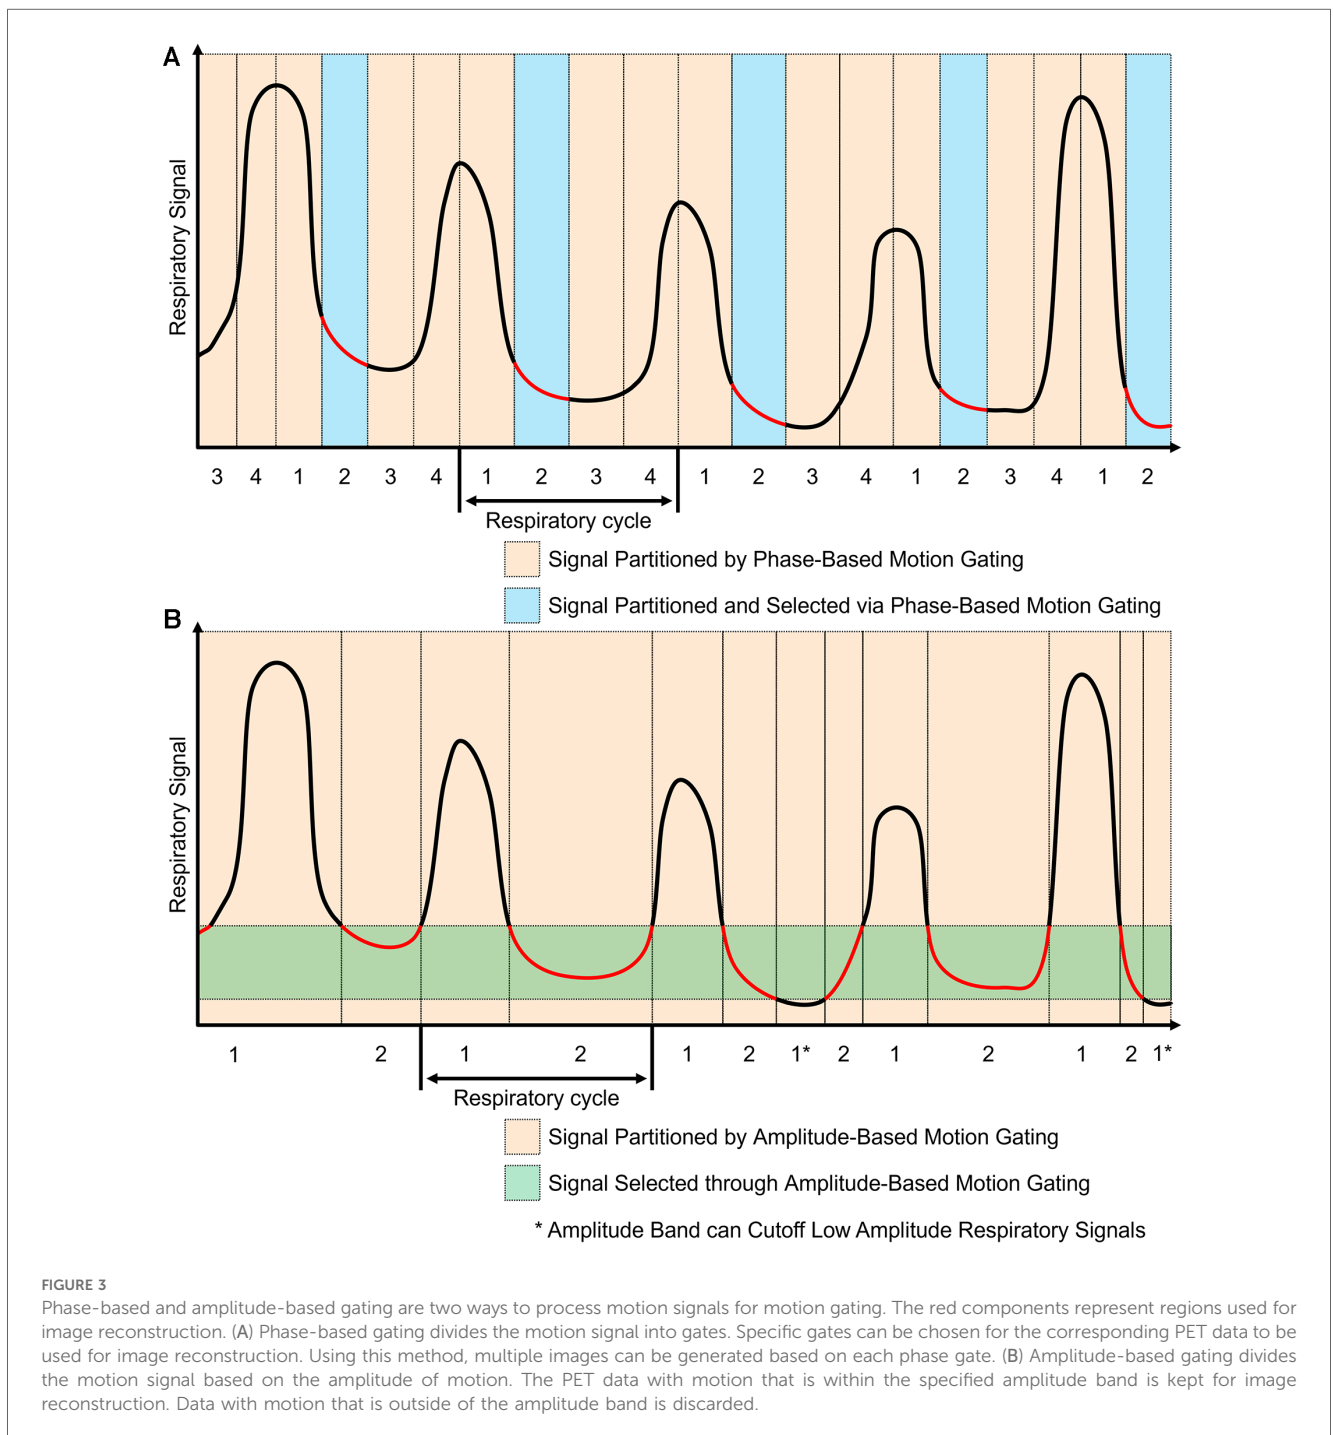 A
Respiratory Signal
3 4 1 2 3 4 1 2 3 4 1 2 3 4 1 2 3 4 1 2
Respiratory cycle
Signal Partitioned by Phase-Based Motion Gating
Signal Partitioned and Selected via Phase-Based Motion Gating
B
Respiratory Signal
1 2 1 2 1 2 1* 2 1 2 1 2 1*
Respiratory cycle
Signal Partitioned by Amplitude-Based Motion Gating
Signal Selected through Amplitude-Based Motion Gating
* Amplitude Band can Cutoff Low Amplitude Respiratory Signals
FIGURE 3
Phase-based and amplitude-based gating are two ways to process motion signals for motion gating. The red components represent regions used for
image reconstruction. (A) Phase-based gating divides the motion signal into gates. Specific gates can be chosen for the corresponding PET data to be
used for image reconstruction. Using this method, multiple images can be generated based on each phase gate. (B) Amplitude-based gating divides
the motion signal based on the amplitude of motion. The PET data with motion that is within the specified amplitude band is kept for image
reconstruction. Data with motion that is outside of the amplitude band is discarded.